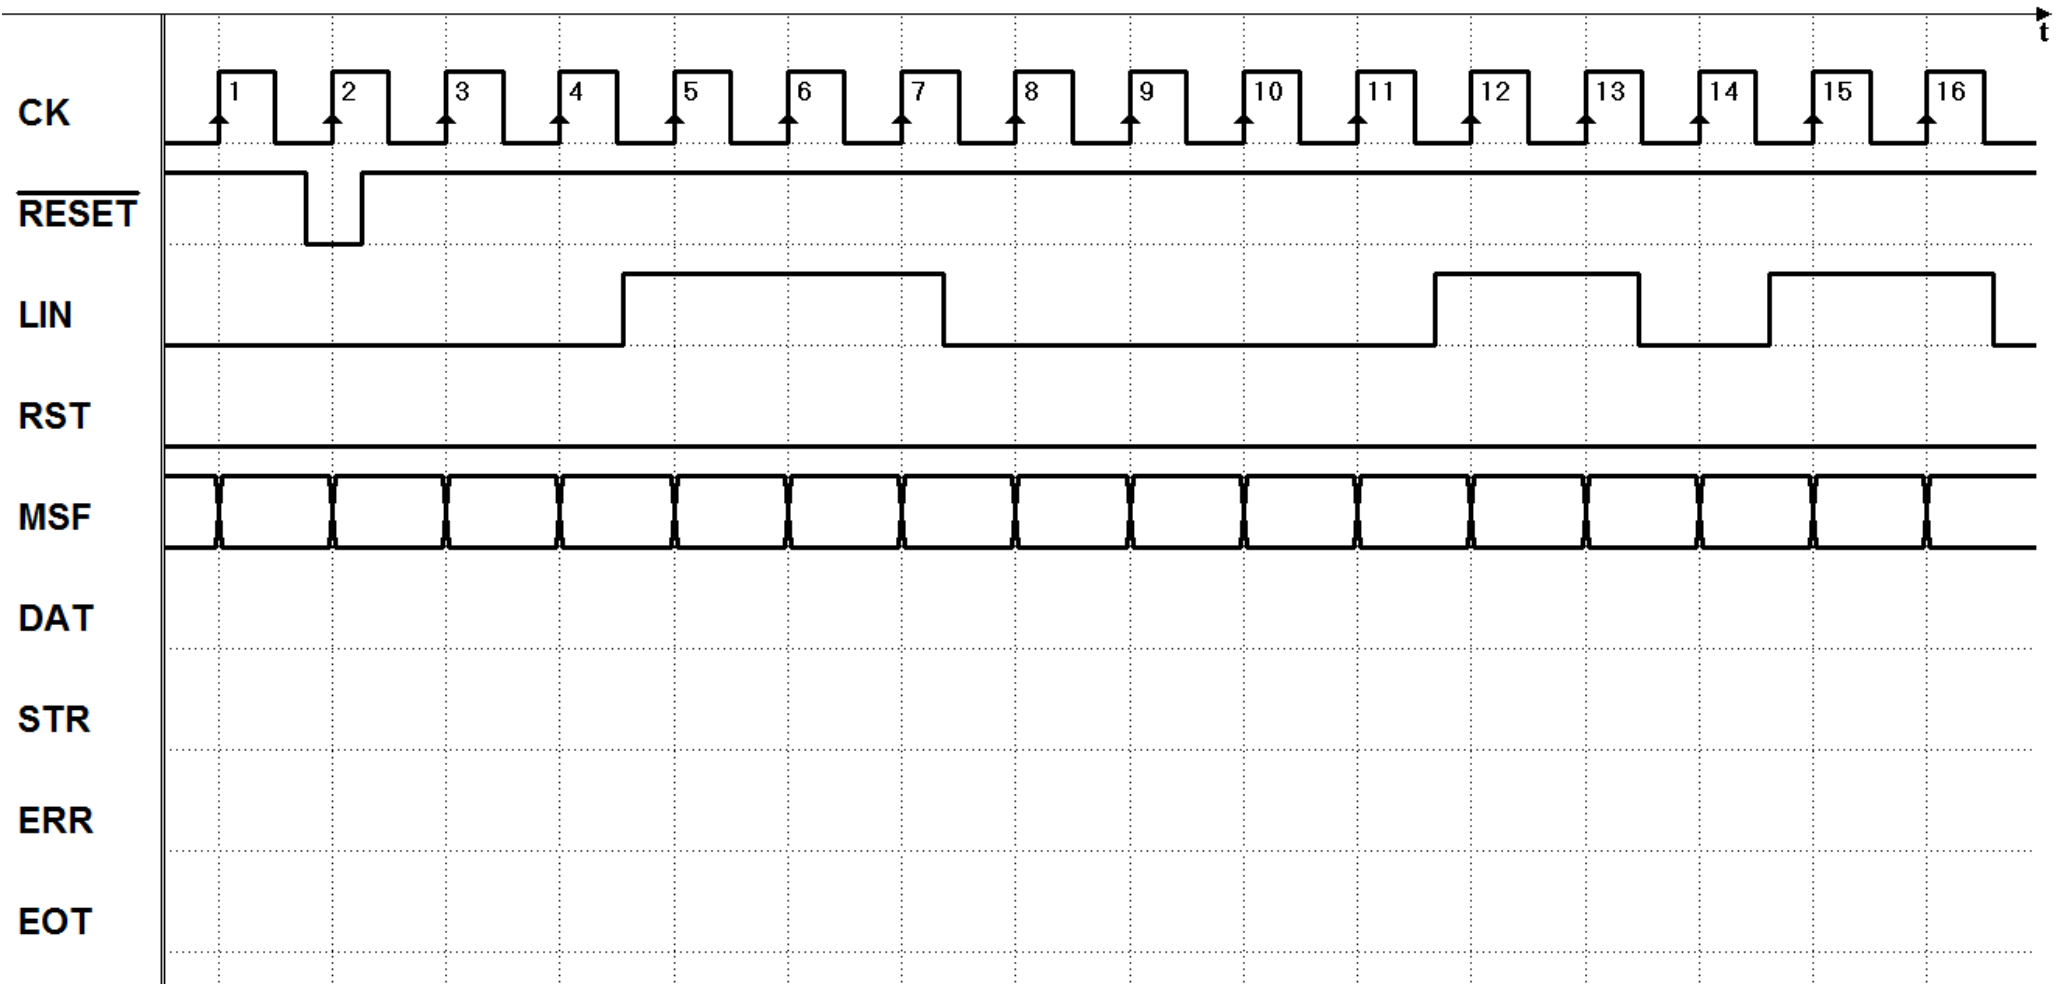 t
CK 1 2 3 4 5 6 7 8 9 10 11 12 13 14 15 16
RESET
LIN
RST
MSF
DAT
STR
ERR
EOT